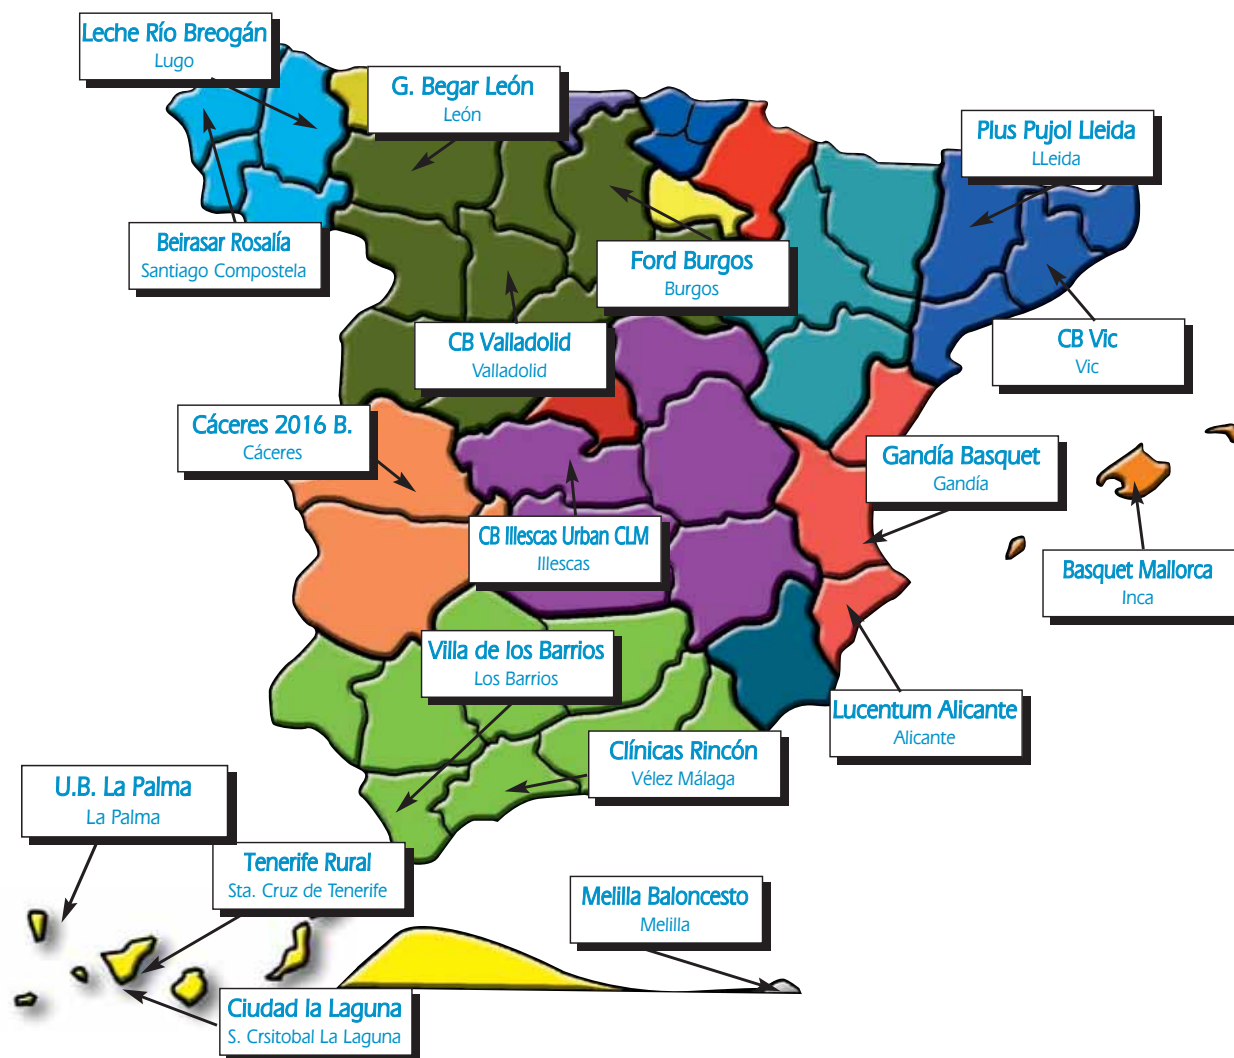 Leche Río Breogán
Lugo
G. Begar León
León
Plus Pujol Lleida
LLeida
Beirasar Rosalía
Santiago Compostela
Ford Burgos
Burgos
CB Valladolid
Valladolid
CB Vic
Vic
Cáceres 2016 B.
Cáceres
Gandía Basquet
Gandía
CB Illescas Urban CLM
Illescas
Basquet Mallorca
Inca
Villa de los Barrios
Los Barrios
Lucentum Alicante
Alicante
Clínicas Rincón
Vélez Málaga
U.B. La Palma
La Palma
Tenerife Rural
Sta. Cruz de Tenerife
Melilla Baloncesto
Melilla
Ciudad la Laguna
S. Crsitobal La Laguna